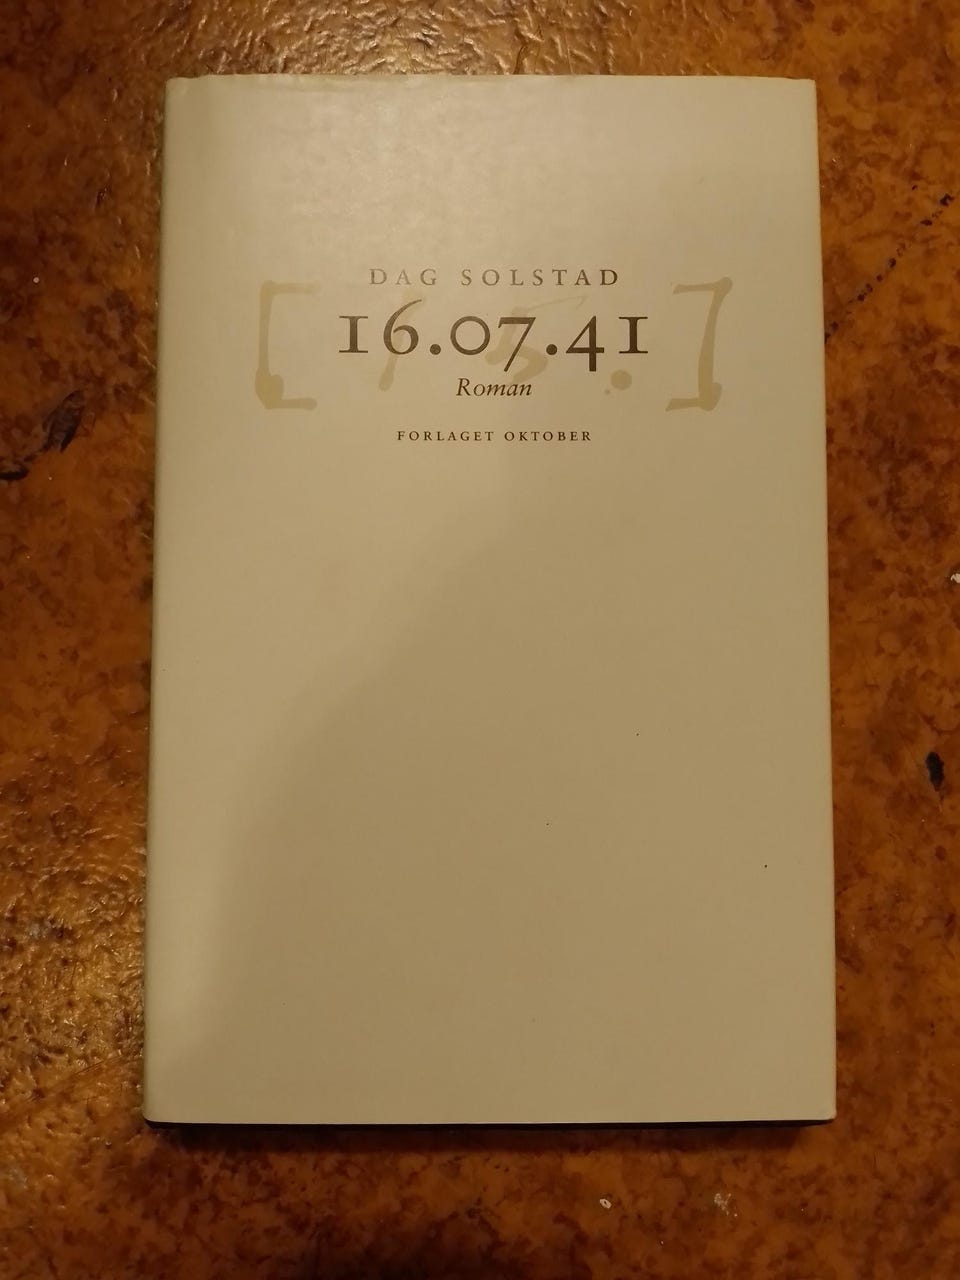 DAG SOLSTAD
16.07.41
Roman
FORLAGET OKTOBER